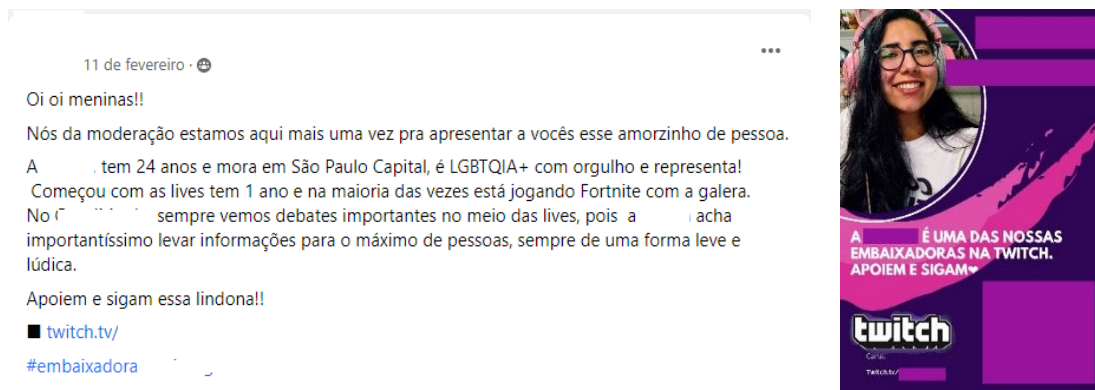 11 de fevereiro ·
Oi oi meninas!!
Nós da moderação estamos aqui mais uma vez pra apresentar a vocês esse amorzinho de pessoa.
A , tem 24 anos e mora em São Paulo Capital, é LGBTQIA+ com orgulho e representa!
Começou com as lives tem 1 ano e na maioria das vezes está jogando Fortnite com a galera.
No sempre vemos debates importantes no meio das lives, pois a acha
importantíssimo levar informações para o máximo de pessoas, sempre de uma forma leve e
lúdica.
Apoiem e sigam essa lindona!!
twitch.tv/
#embaixadora
A É UMA DAS NOSSAS
EMBAIXADORAS NA TWITCH.
APOIEM E SIGAM❤
twitch
Canal:
Twitch.tv/